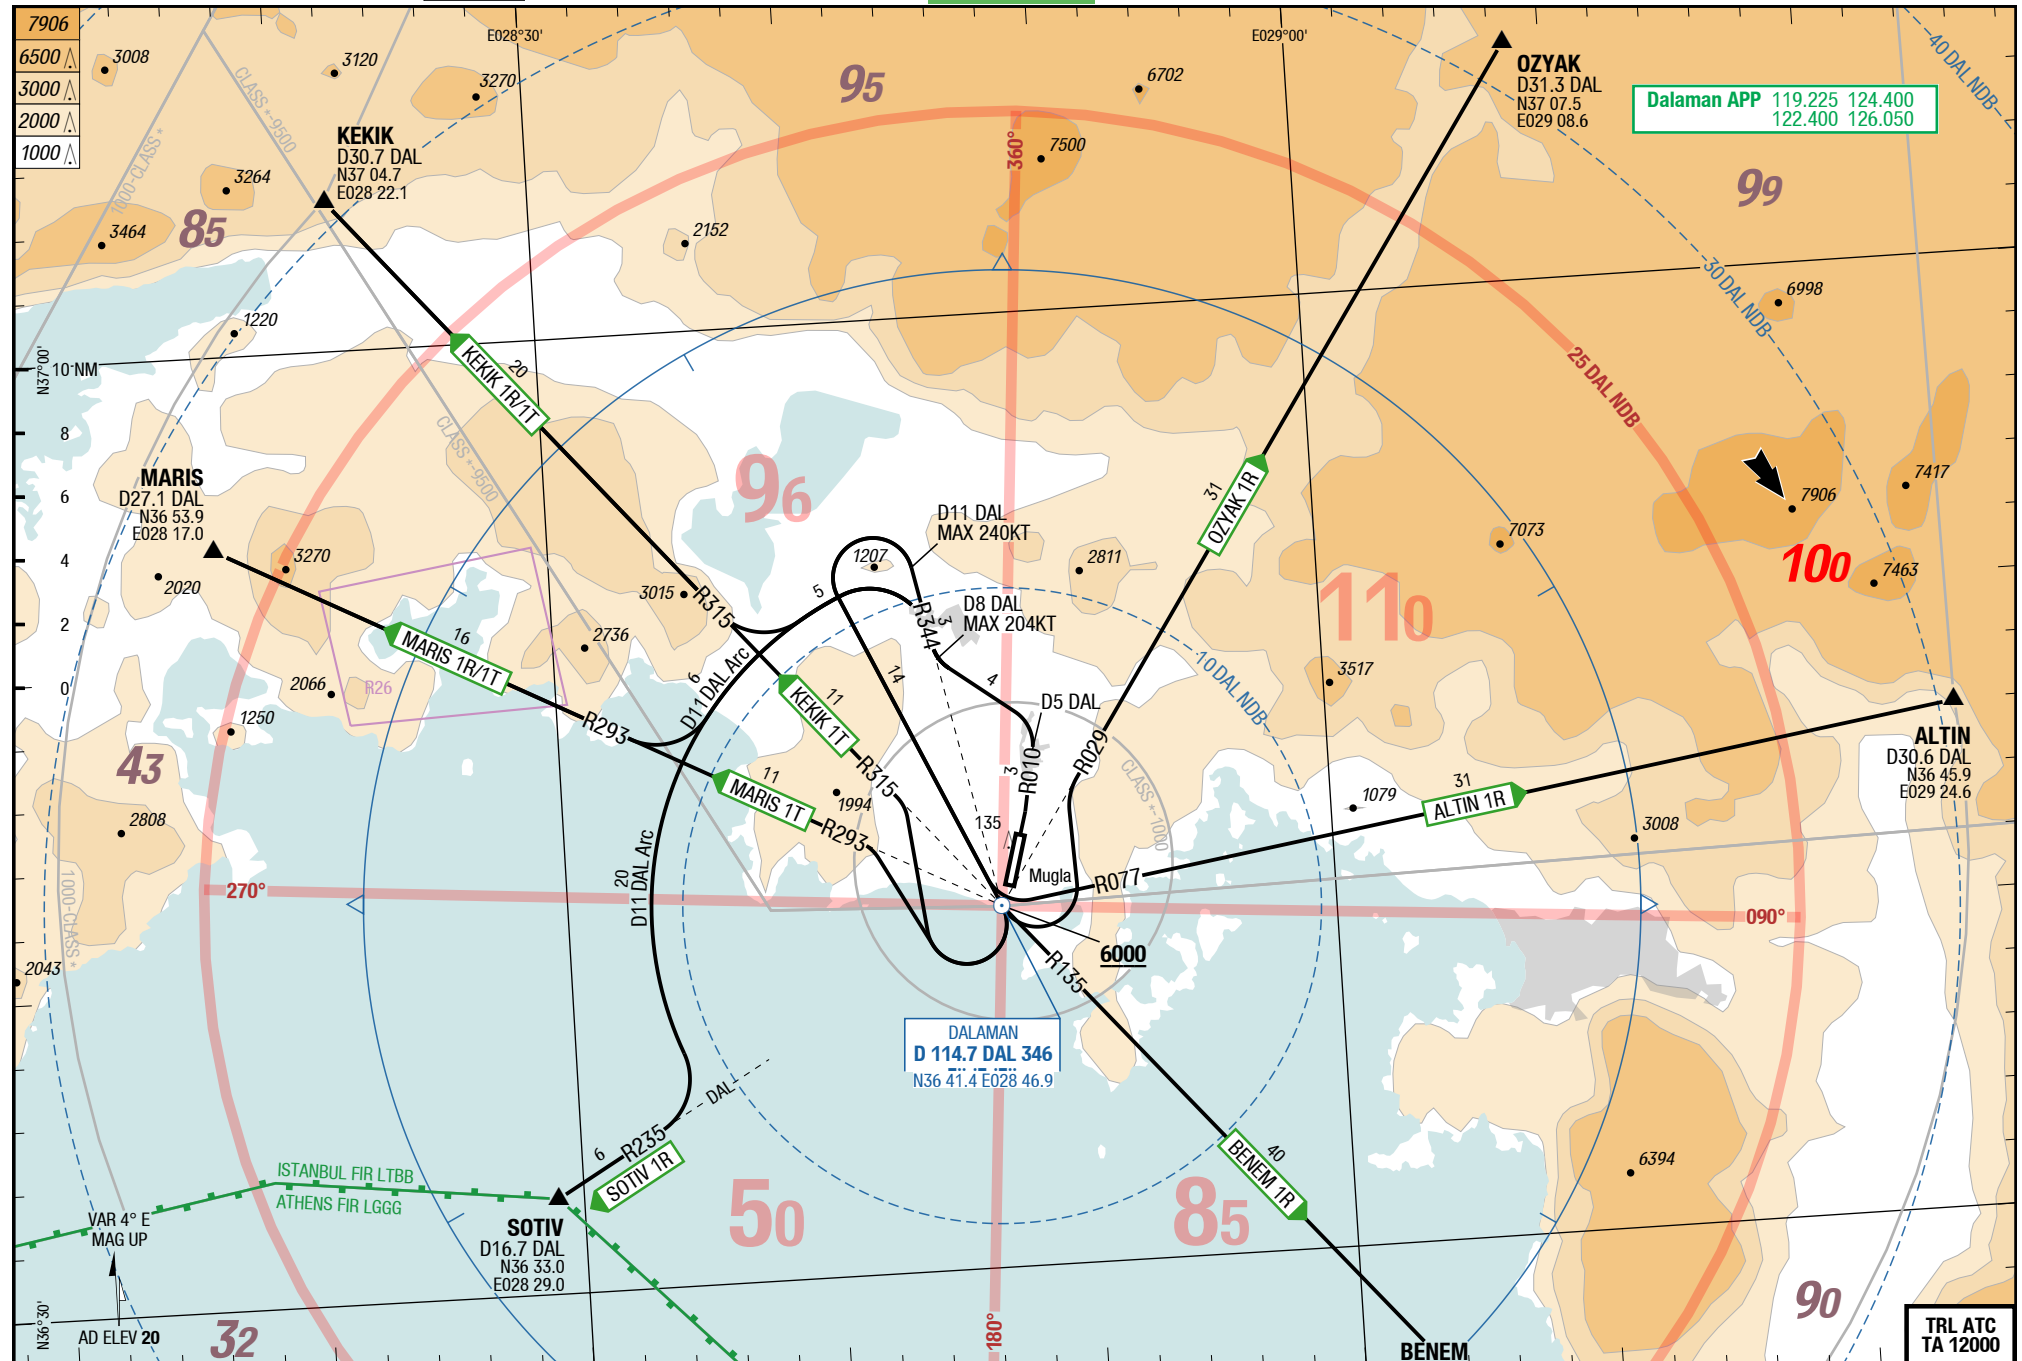 7906
6500
3000
2000
1000
3008
3120
3270
E028°30'
E029°00'
95
6702
7500
360°
OZYAK
D31.3 DAL
N37 07.5
E029 08.6
Dalaman APP 119.225 124.400
122.400 126.050
40 DAL NDB
CLASS *-9500
1000-CLASS *
KEKIK
D30.7 DAL
N37 04.7
E028 22.1
3264
3464
85
2152
99
6998
30 DAL NDB
1220
N37°00'
10 NM
8
6
4
2
0
20
KEKIK 1R/1T
25 DAL NDB
CLASS *-9500
MARIS
D27.1 DAL
N36 53.9
E028 17.0
96
D11 DAL
MAX 240KT
31
OZYAK 1R
7417
7906
7073
100
7463
3270
2020
1207
2811
3015
R315
5
110
D8 DAL
MAX 204KT
R344
3
16
MARIS 1R/1T
2736
3517
10 DAL NDB
2066
R26
6
D11 DAL Arc
14
4
11
KEKIK 1T
D5 DAL
1250
R293
43
R010
3
R029
ALTIN
D30.6 DAL
N36 45.9
E029 24.6
CLASS *-1000
11
MARIS 1T
R315
1994
R293
31
ALTIN 1R
1079
3008
2808
135
Mugla
R077
20
D11 DAL Arc
1000-CLASS *
270°
090°
6000
R135
2043
DALAMAN
D 114.7 DAL 346
N36 41.4 E028 46.9
DAL
6
R235
SOTIV 1R
40
BENEM 1R
6394
ISTANBUL FIR LTBB
ATHENS FIR LGGG
50
85
VAR 4° E
MAG UP
SOTIV
D16.7 DAL
N36 33.0
E028 29.0
90
N36°30'
AD ELEV 20
32
180°
BENEM
TRL ATC
TA 12000